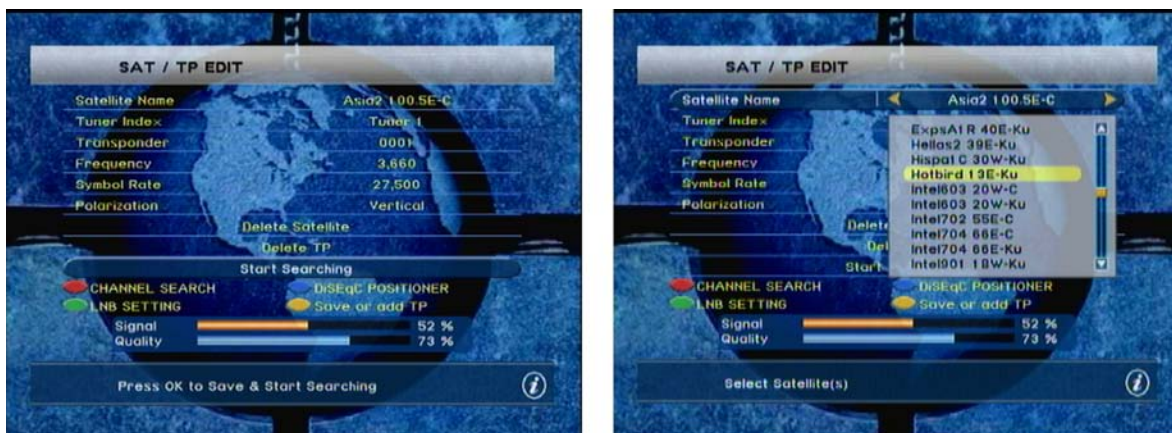 SAT / TP EDIT
Satellite Name Asia2 100.5E-C
Tuner Index Tuner 1
Transponder 0001
Frequency 3,660
Symbol Rate 27,500
Polarization Vertical
Delete Satellite
Delete TP
Start Searching
CHANNEL SEARCH DiSEqC POSITIONER
LNB SETTING Save or add TP
Signal 52 %
Quality 73 %
Press OK to Save & Start Searching
SAT / TP EDIT
Satellite Name Asia2 100.5E-C
Tuner Index
Transponder
Frequency
Symbol Rate
Polarization
ExpsA1R 40E-Ku
Hellas2 39E-Ku
Hispa1C 30W-Ku
Hotbird 13E-Ku
Intel603 20W-C
Intel603 20W-Ku
Intel702 55E-C
Intel704 66E-C
Intel704 66E-Ku
Intel901 18W-Ku
Delet
Del
Start
CHANNEL SEARCH DiSEqC POSITIONER
LNB SETTING Save or add TP
Signal 52 %
Quality 73 %
Select Satellite(s)